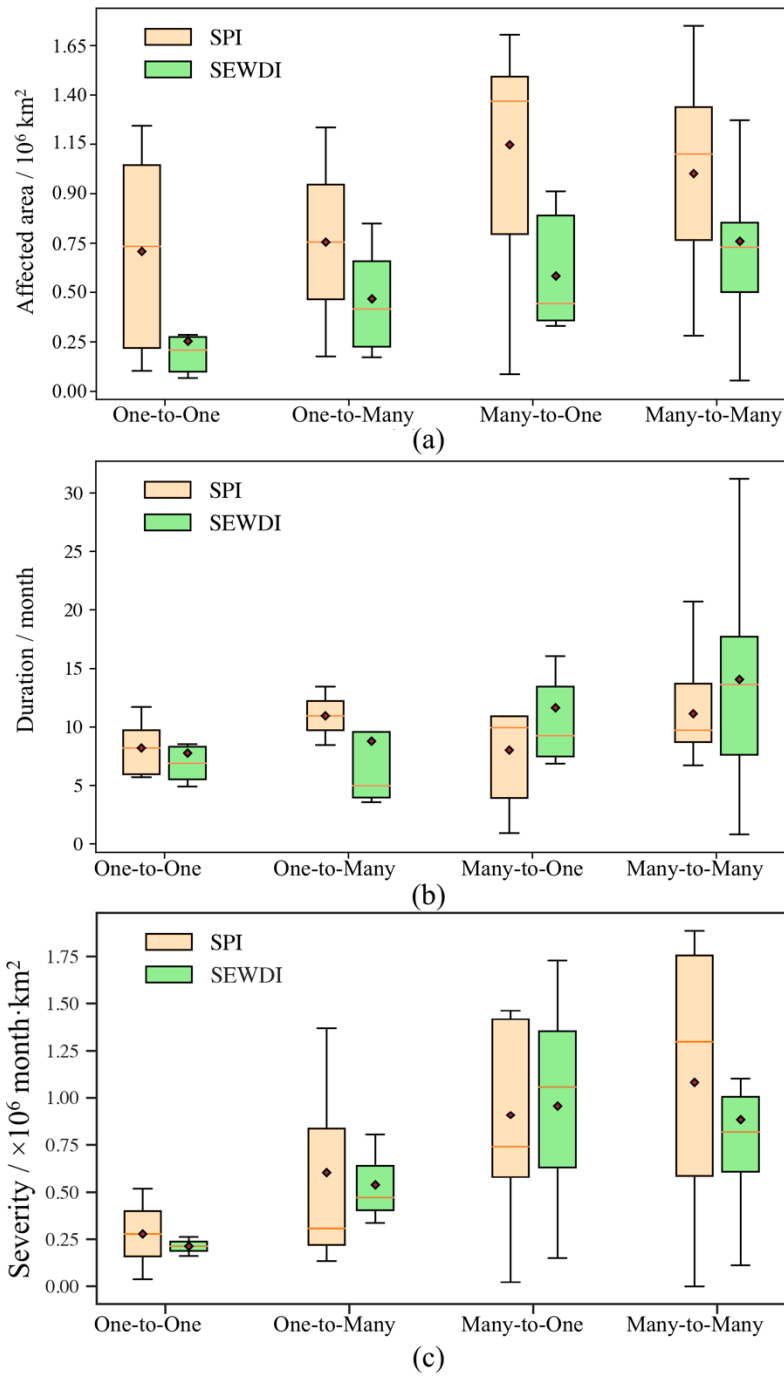 Affected area / 10⁶ km²
1.65
1.40
1.15
0.90
0.75
0.50
0.25
0.00
SPI
SEWDI
One-to-One
One-to-Many
Many-to-One
Many-to-Many
(a)
Duration / month
30
25
20
15
10
5
0
SPI
SEWDI
One-to-One
One-to-Many
Many-to-One
Many-to-Many
(b)
Severity / ×10⁶ month·km²
1.75
1.50
1.25
1.00
0.75
0.50
0.25
0.00
SPI
SEWDI
One-to-One
One-to-Many
Many-to-One
Many-to-Many
(c)